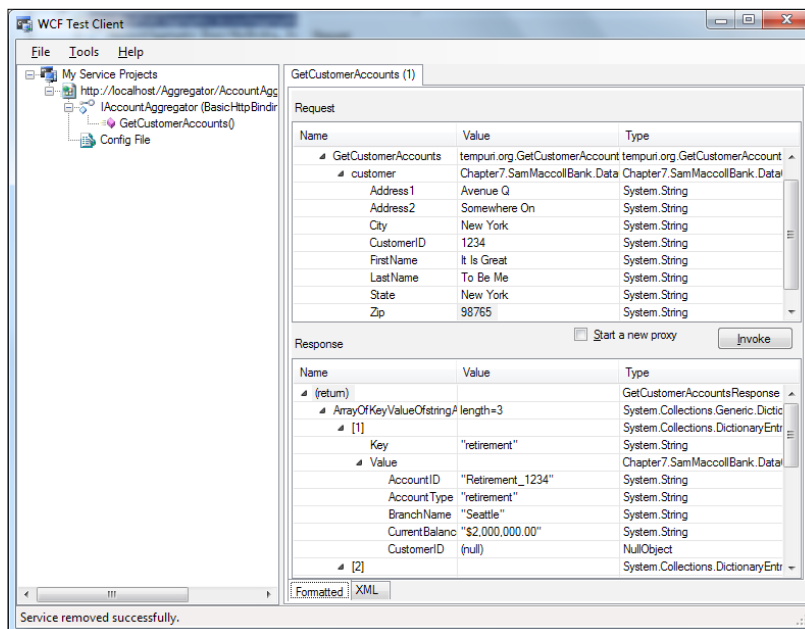 WCF Test Client
File Tools Help
My Service Projects
http://localhost/Aggregator/AccountAgg
IAccountAggregator (BasicHttpBindin
GetCustomerAccounts()
Config File
GetCustomerAccounts (1)
Request
Name Value Type
GetCustomerAccounts tempuri.org.GetCustomerAccount tempuri.org.GetCustomerAccount
customer Chapter7.SamMaccollBank.Data Chapter7.SamMaccollBank.Data
Address1 Avenue Q System.String
Address2 Somewhere On System.String
City New York System.String
CustomerID 1234 System.String
FirstName It Is Great System.String
LastName To Be Me System.String
State New York System.String
Zip 98765 System.String
Start a new proxy Invoke
Response
Name Value Type
(return) GetCustomerAccountsResponse
ArrayOfKeyValueOfstringA length=3 System.Collections.Generic.Dictic
[1] System.Collections.DictionaryEntr
Key "retirement" System.String
Value Chapter7.SamMaccollBank.Data
AccountID "Retirement_1234" System.String
AccountType "retirement" System.String
BranchName "Seattle" System.String
CurrentBalanc "$2,000,000.00" System.String
CustomerID (null) NullObject
[2] System.Collections.DictionaryEntr
Formatted XML
Service removed successfully.